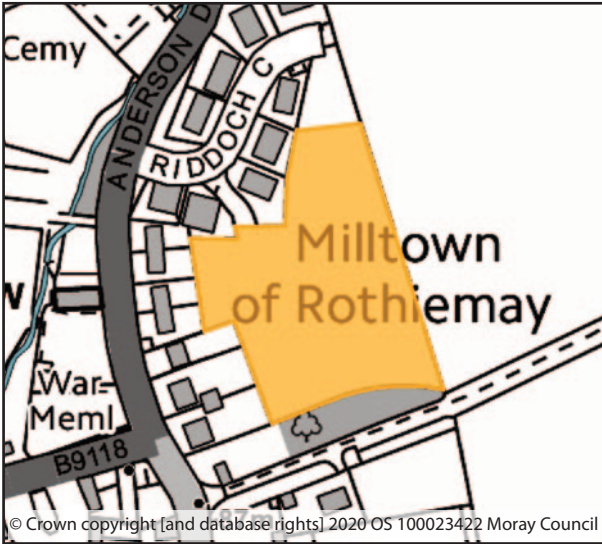 Cemy
ANDERSON D
RIDDOCH C
Milltown
of Rothiemay
W
War
Meml
B9118
87m
© Crown copyright [and database rights] 2020 OS 100023422 Moray Council